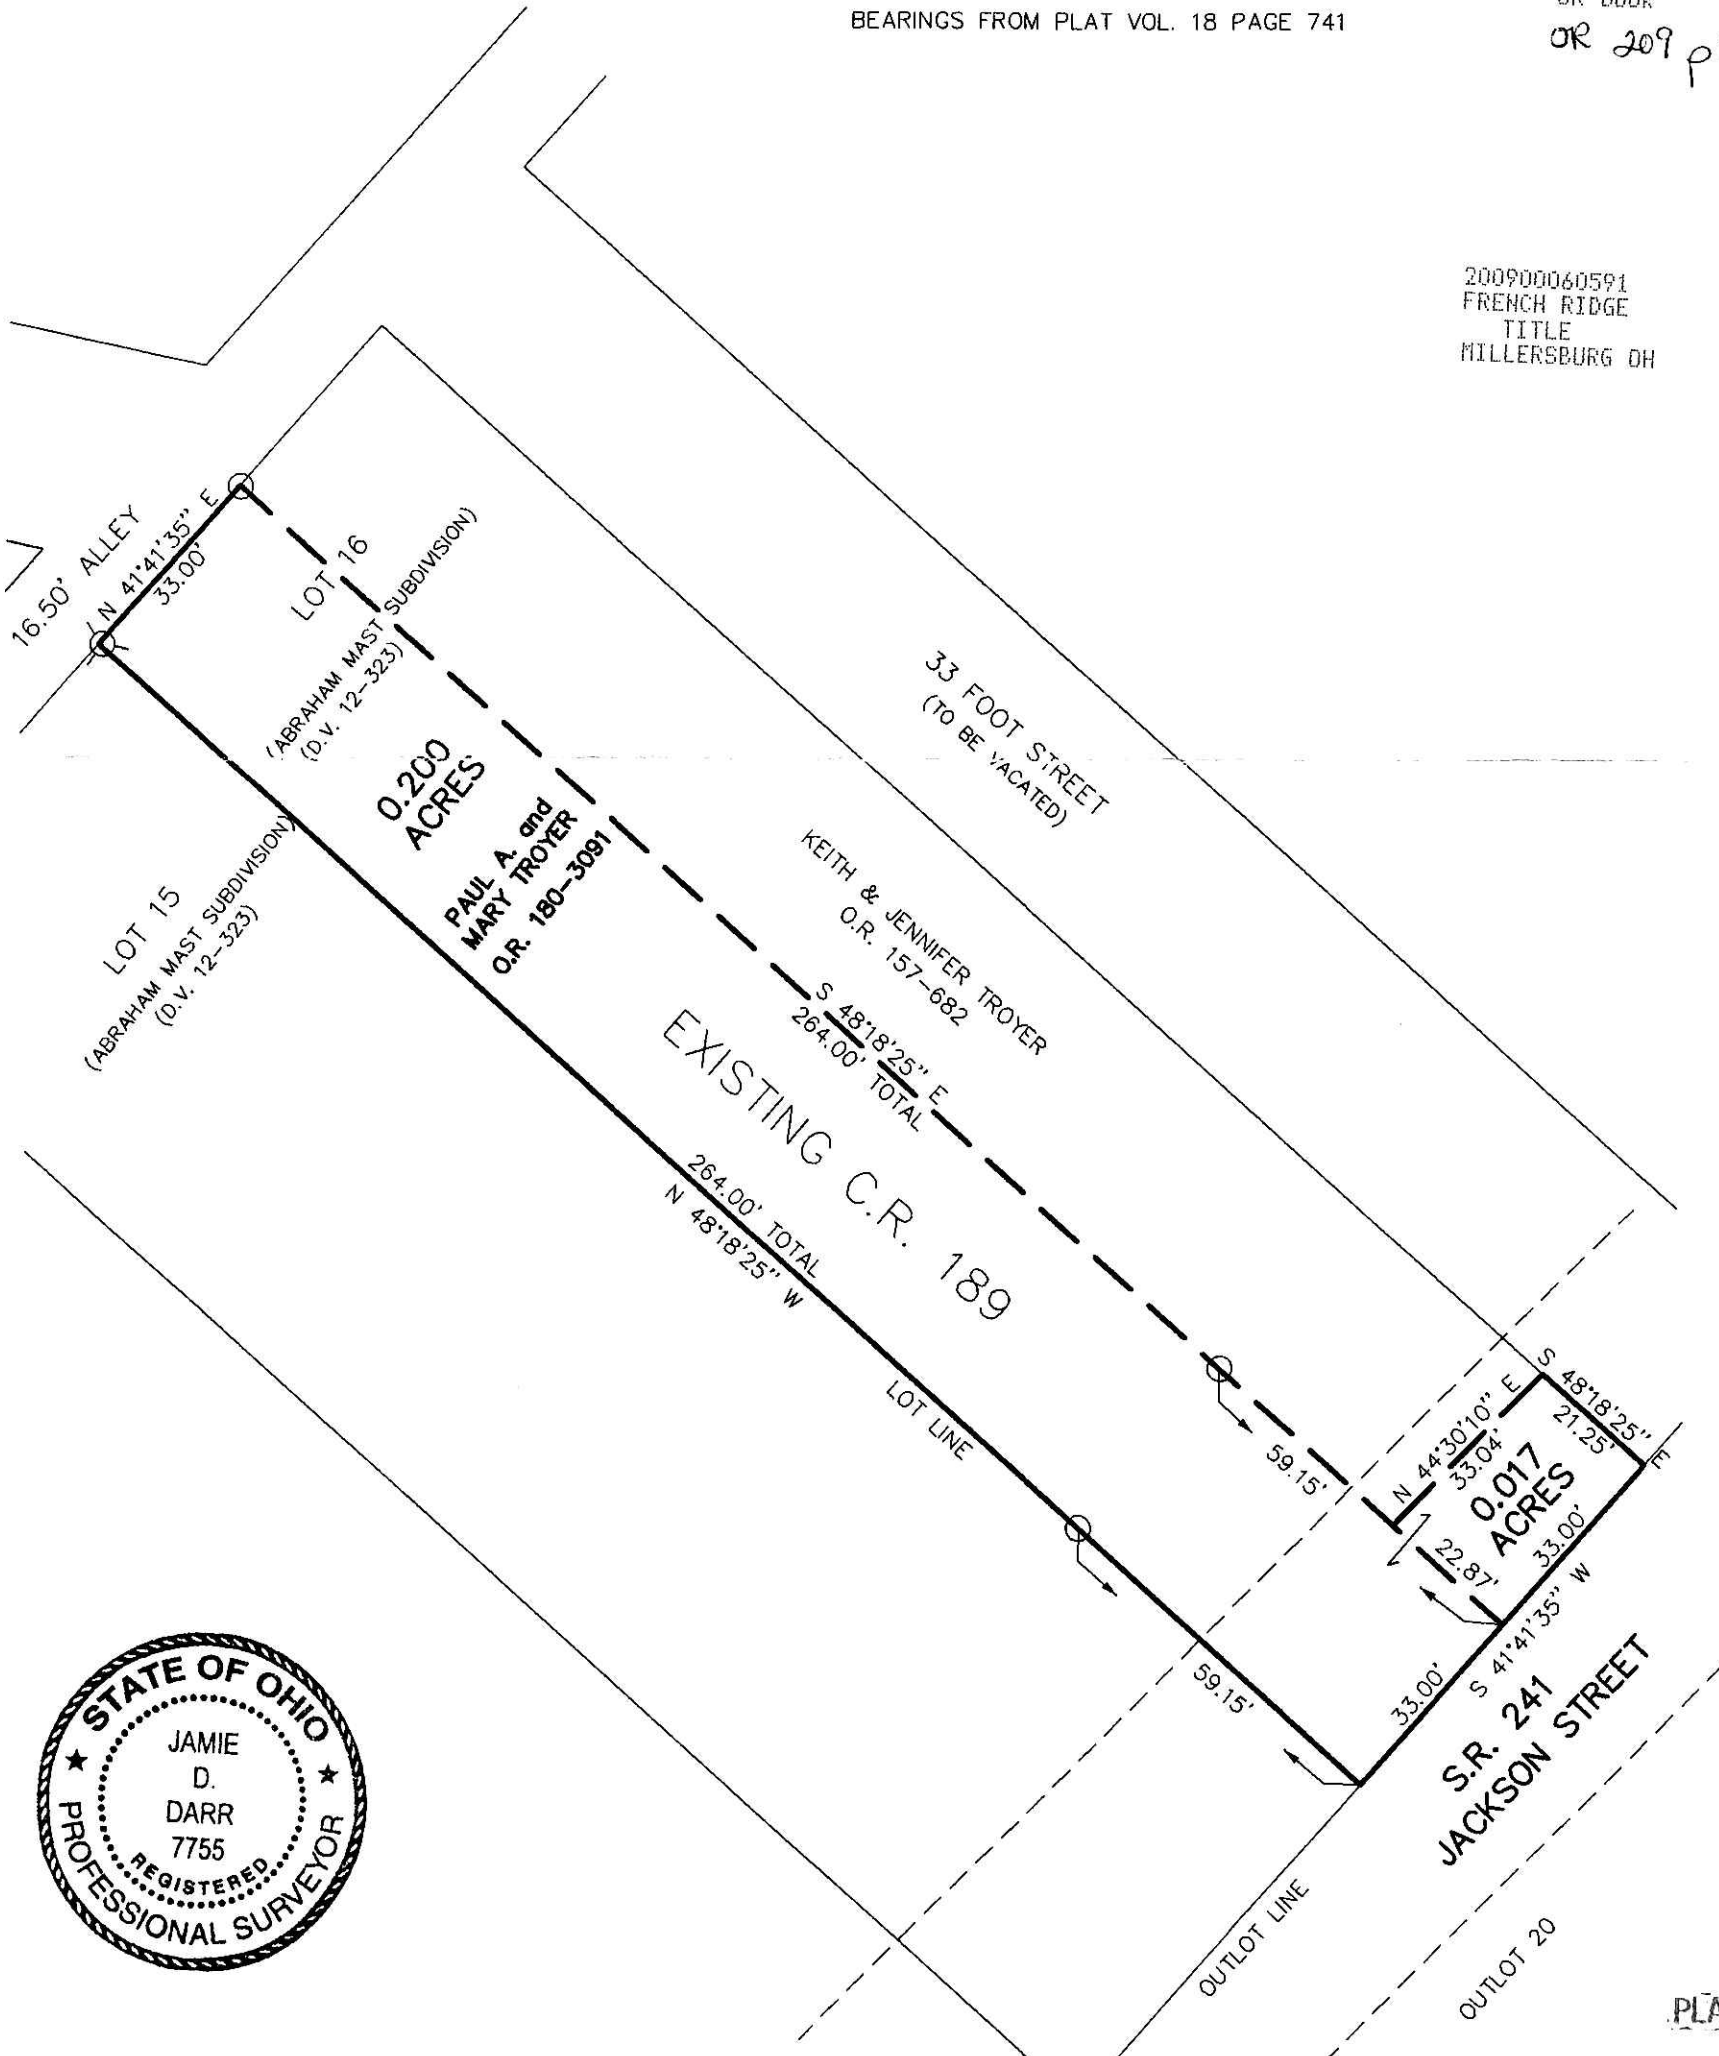 BEARINGS FROM PLAT VOL. 18 PAGE 741
OR 209 P
200900060591
FRENCH RIDGE
TITLE
MILLERSBURG OH
16.50' ALLEY
N 41°41'35" E
33.00'
LOT 16
(ABRAHAM MAST SUBDIVISION)
(D.V. 12-323)
0.200
ACRES
PAUL A. and
MARY TROYER
O.R. 180-3091
LOT 15
(ABRAHAM MAST SUBDIVISION)
(D.V. 12-323)
33 FOOT STREET
(TO BE VACATED)
KEITH & JENNIFER TROYER
O.R. 157-682
S 48°18'25" E
264.00' TOTAL
EXISTING C.R. 189
264.00' TOTAL
N 48°18'25" W
LOT LINE
59.15'
N 44°30'10" E
33.04'
S 48°18'25" E
21.25'
0.017
ACRES
22.87'
33.00'
59.15'
33.00'
S 41°41'35" W
S.R. 241
JACKSON STREET
OUTLOT LINE
OUTLOT 20
STATE OF OHIO
JAMIE
D.
DARR
7755
REGISTERED
PROFESSIONAL SURVEYOR
PLA